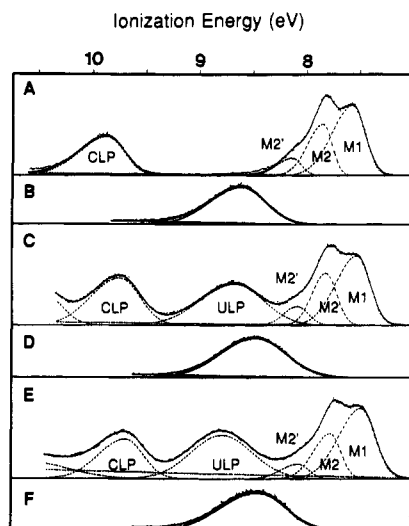 Ionization Energy (eV)
10 9 8
A
CLP M2' M2 M1
B
C
CLP ULP M2' M2 M1
D
E
CLP ULP M2' M2 M1
F